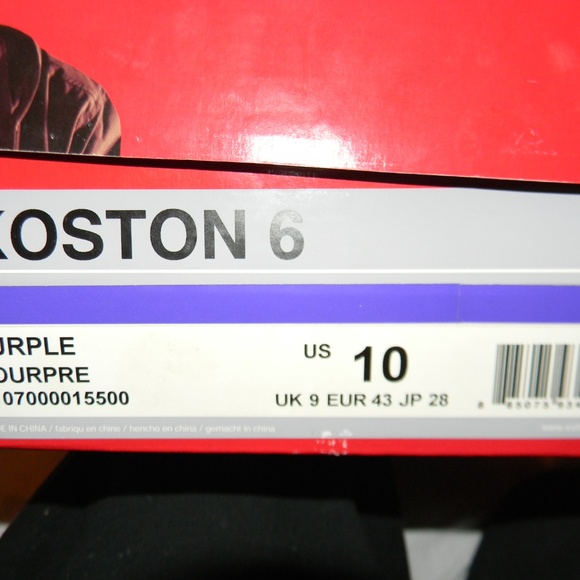 KOSTON 6
URPLE
OURPRE
07000015500
US 10
UK 9 EUR 43 JP 28
E IN CHINA / fabriqu en chine / hencho en china / gemacht in china